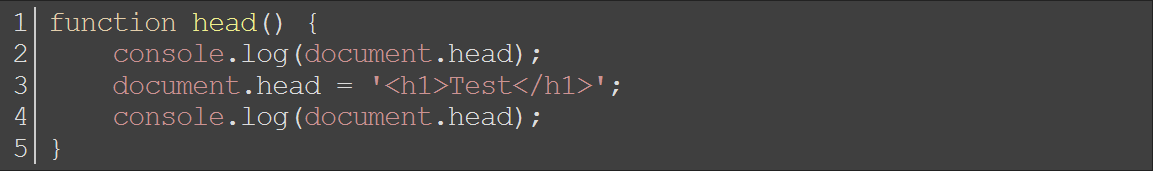 1 function head() {
2     console.log(document.head);
3     document.head = '<h1>Test</h1>';
4     console.log(document.head);
5 }